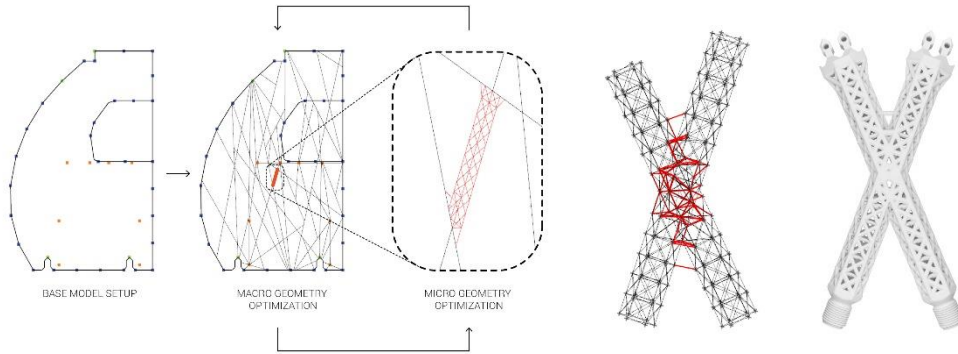 BASE MODEL SETUP
MACRO GEOMETRY
OPTIMIZATION
MICRO GEOMETRY
OPTIMIZATION